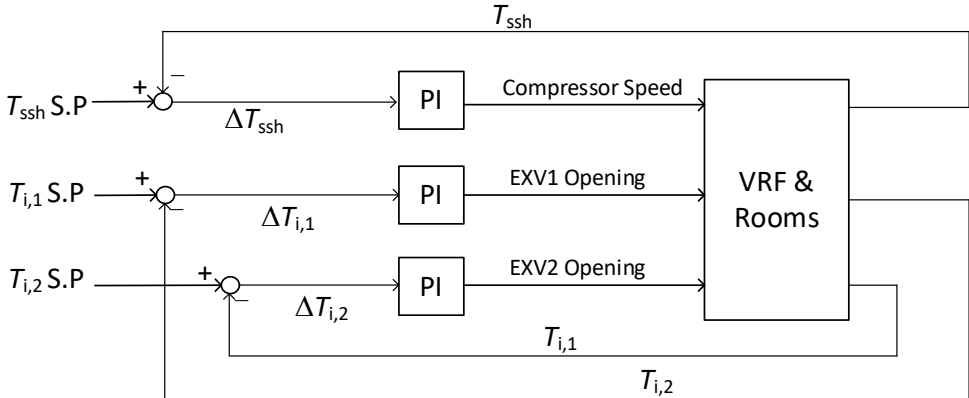 T_ssh
+
−
T_ssh S.P
ΔT_ssh
PI
Compressor Speed
+
−
T_i,1 S.P
ΔT_i,1
PI
EXV1 Opening
VRF &
Rooms
+
−
T_i,2 S.P
ΔT_i,2
PI
EXV2 Opening
T_i,1
T_i,2